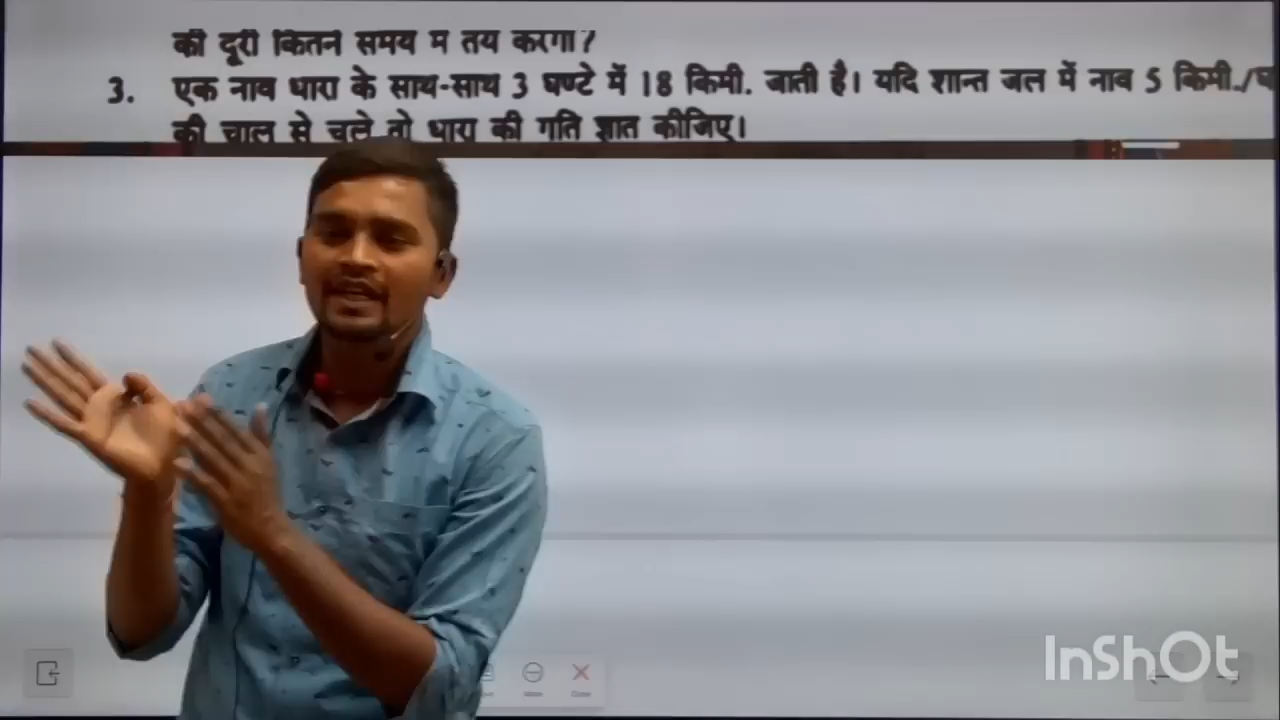 की दूरी कितने समय में तय करेगा?
3. एक नाव धारा के साथ-साथ 3 घण्टे में 18 किमी. जाती है। यदि शान्त जल में नाव 5 किमी./घ
की चाल से चले तो धारा की गति ज्ञात कीजिए।
InShOt